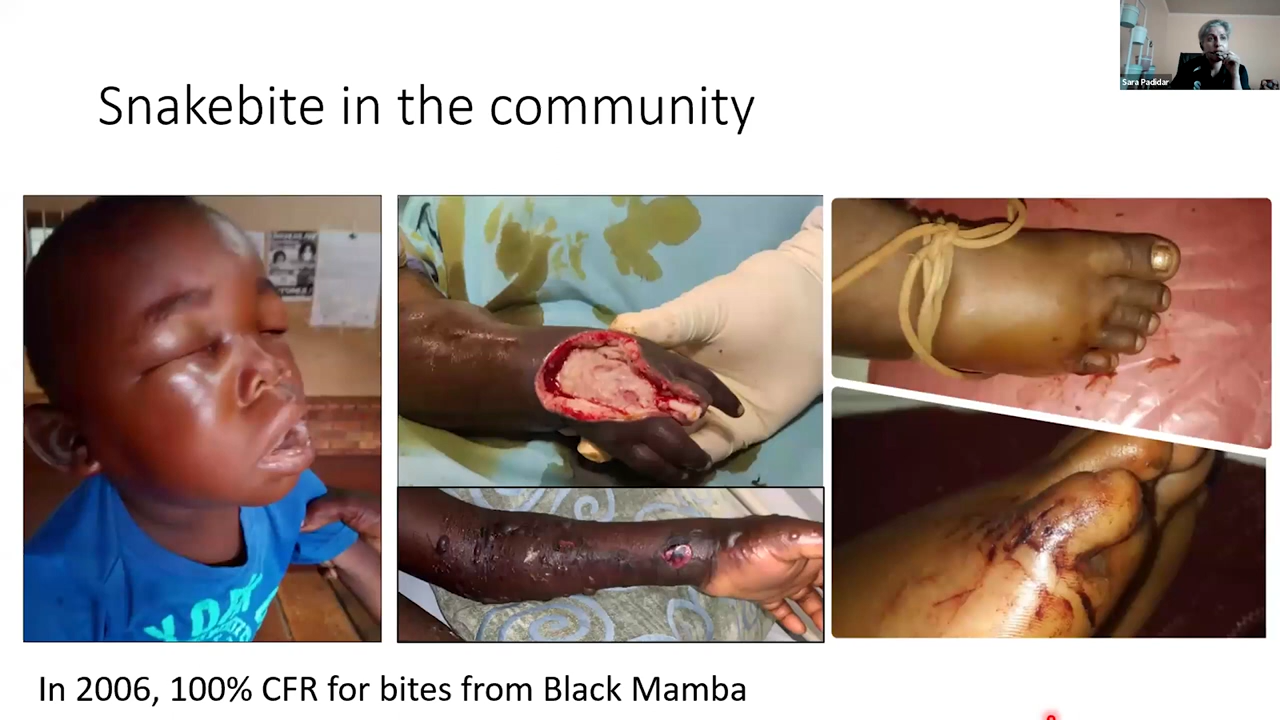 Sara Padidar
Snakebite in the community
In 2006, 100% CFR for bites from Black Mamba